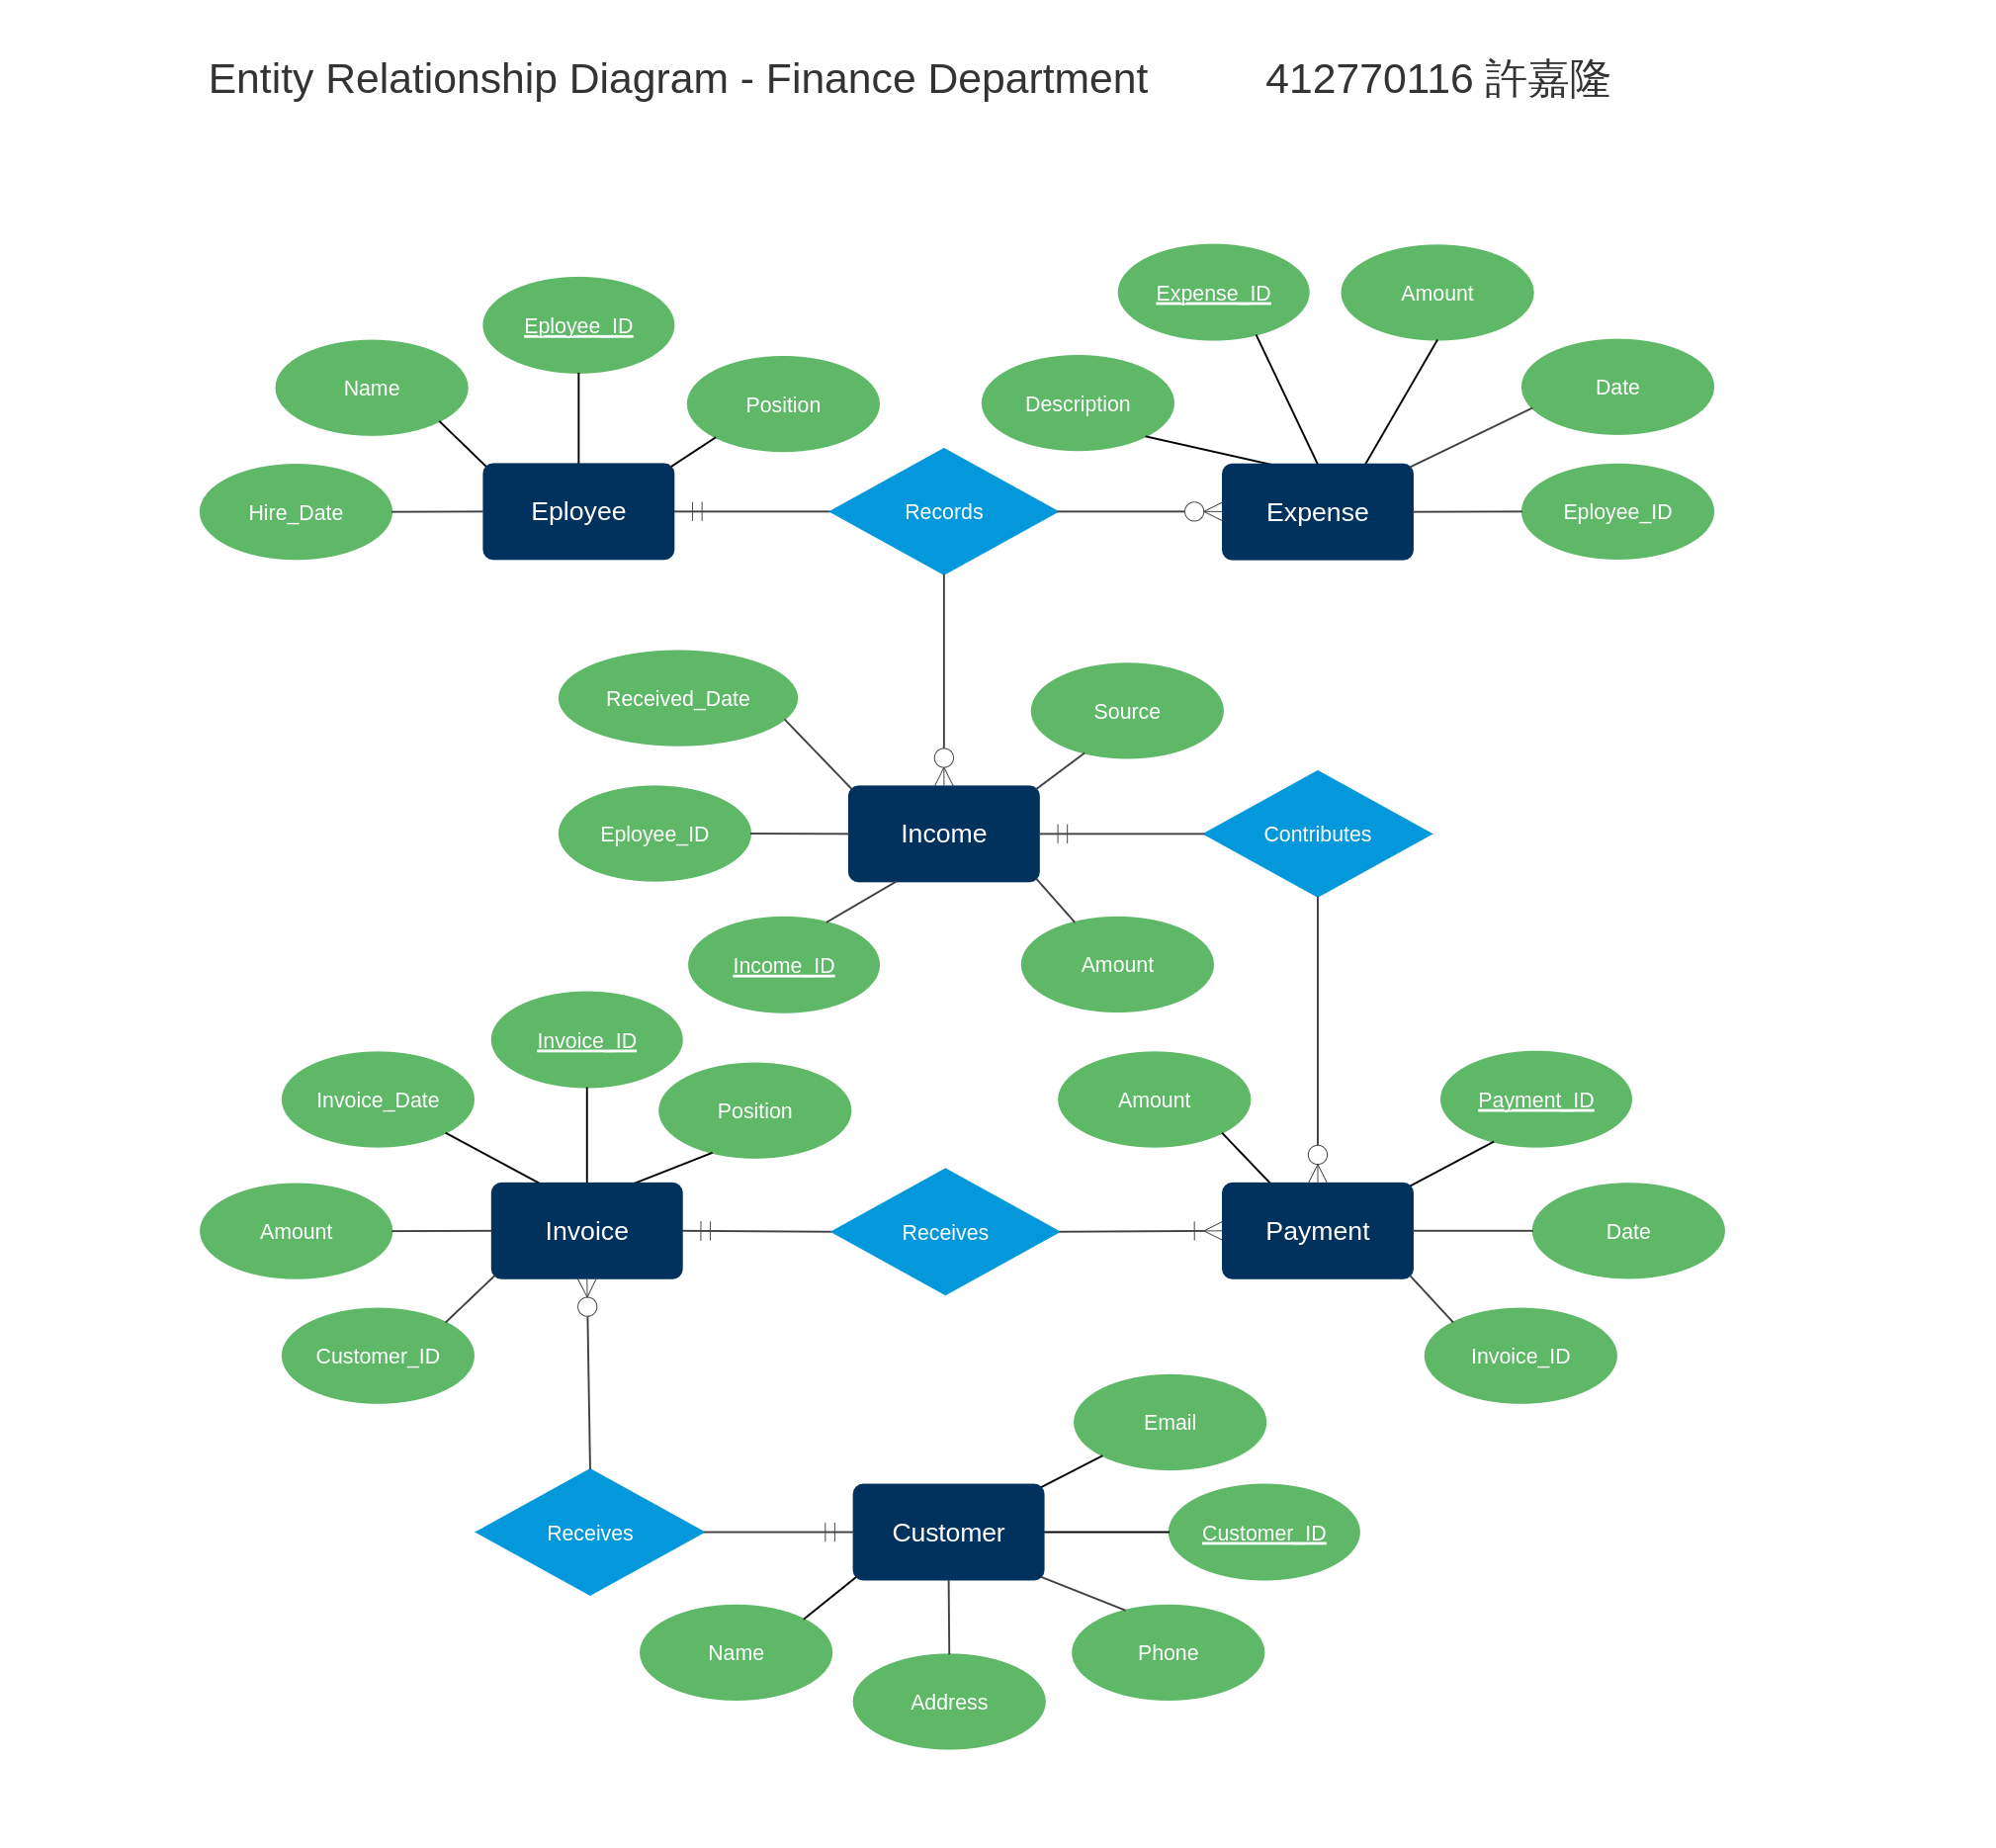 Entity Relationship Diagram - Finance Department
412770116 許嘉隆
Expense_ID
Amount
Eployee_ID
Name
Position
Description
Date
Hire_Date
Eployee
Records
Expense
Eployee_ID
Received_Date
Source
Eployee_ID
Income
Contributes
Income_ID
Amount
Invoice_ID
Invoice_Date
Position
Amount
Payment_ID
Amount
Invoice
Receives
Payment
Date
Customer_ID
Invoice_ID
Email
Receives
Customer
Customer_ID
Name
Phone
Address